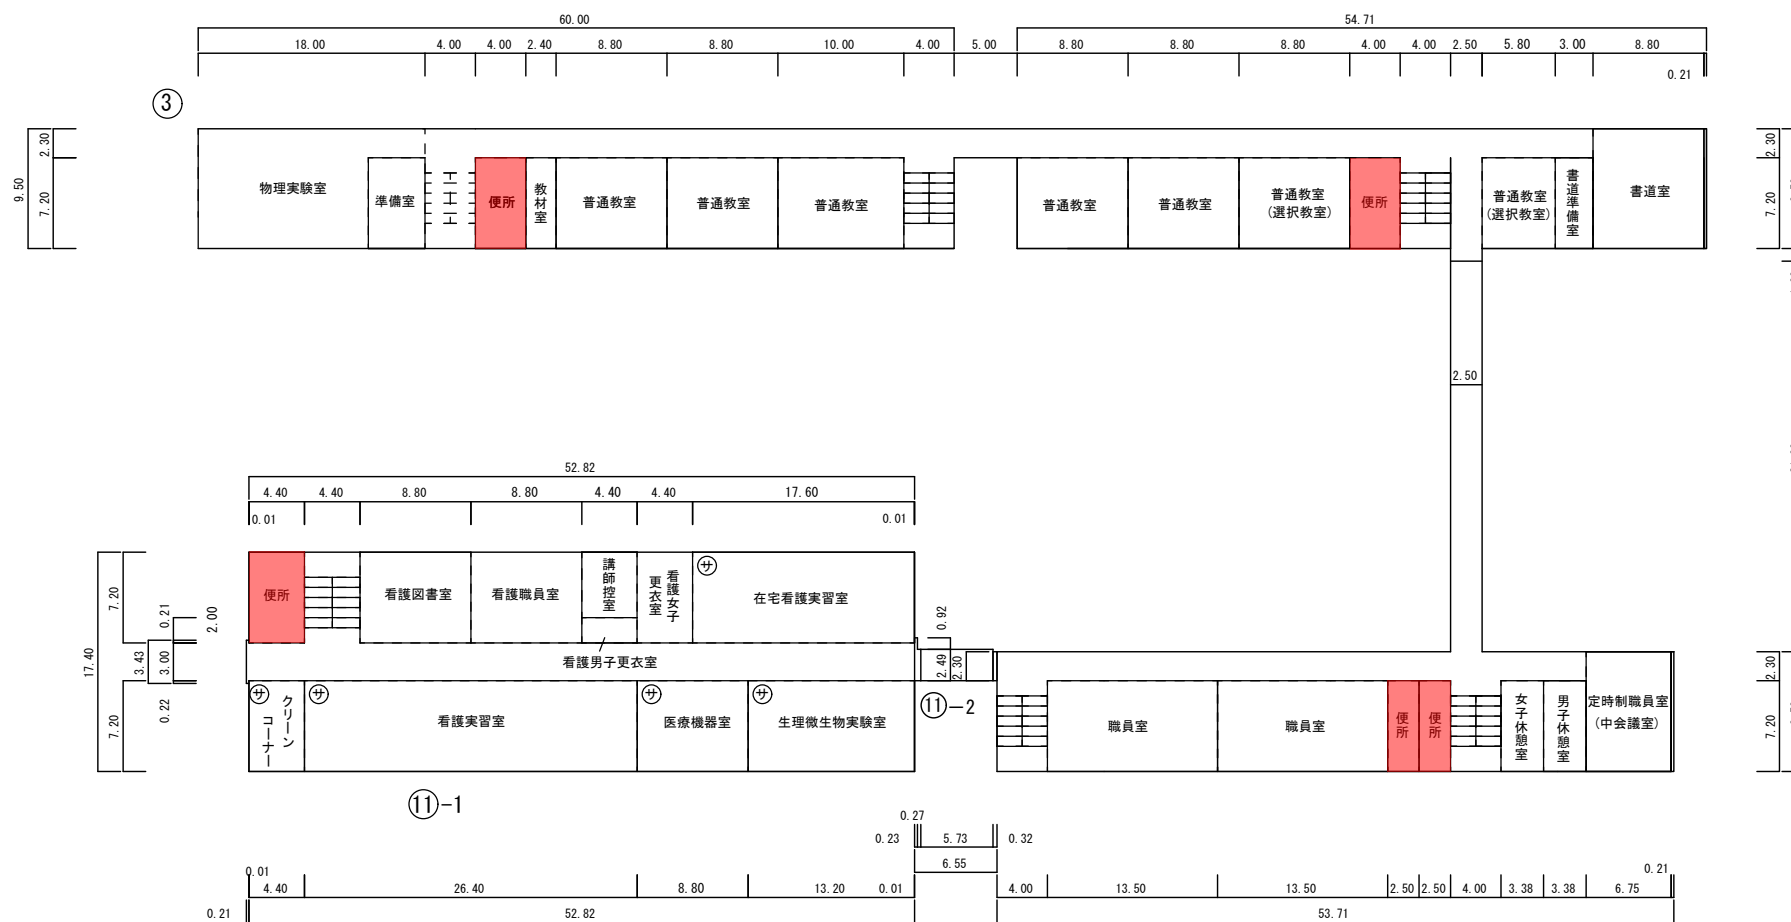 60.00
54.71
18.00 4.00 4.00 2.40 8.80 8.80 10.00 4.00 5.00 8.80 8.80 8.80 4.00 4.00 2.50 5.80 3.00 8.80
0.21
③
9.50
2.30
7.20
物理実験室
準備室
便所
教材室
普通教室
普通教室
普通教室
普通教室
普通教室
普通教室
(選択教室)
便所
普通教室
(選択教室)
書道準備室
書道室
2.30
7.20
2.50
52.82
4.40 4.40 8.80 8.80 4.40 4.40 17.60
0.01
0.01
17.40
7.20
3.43
0.21
3.00
2.00
0.22
7.20
便所
看護図書室
看護職員室
講師控室
看護女子
更衣室
サ
在宅看護実習室
看護男子更衣室
0.92
2.49
2.30
サ
クリーン
コーナー
サ
看護実習室
サ
医療機器室
サ
生理微生物実験室
⑪-2
職員室
職員室
便所
便所
女子休憩室
男子休憩室
定時制職員室
(中会議室)
2.30
7.20
⑪-1
0.27
0.23
5.73
0.32
6.55
0.01
0.21
4.40 26.40 8.80 13.20 0.01
4.00 13.50 13.50 2.50 2.50 4.00 3.38 3.38 6.75
0.21
52.82
53.71